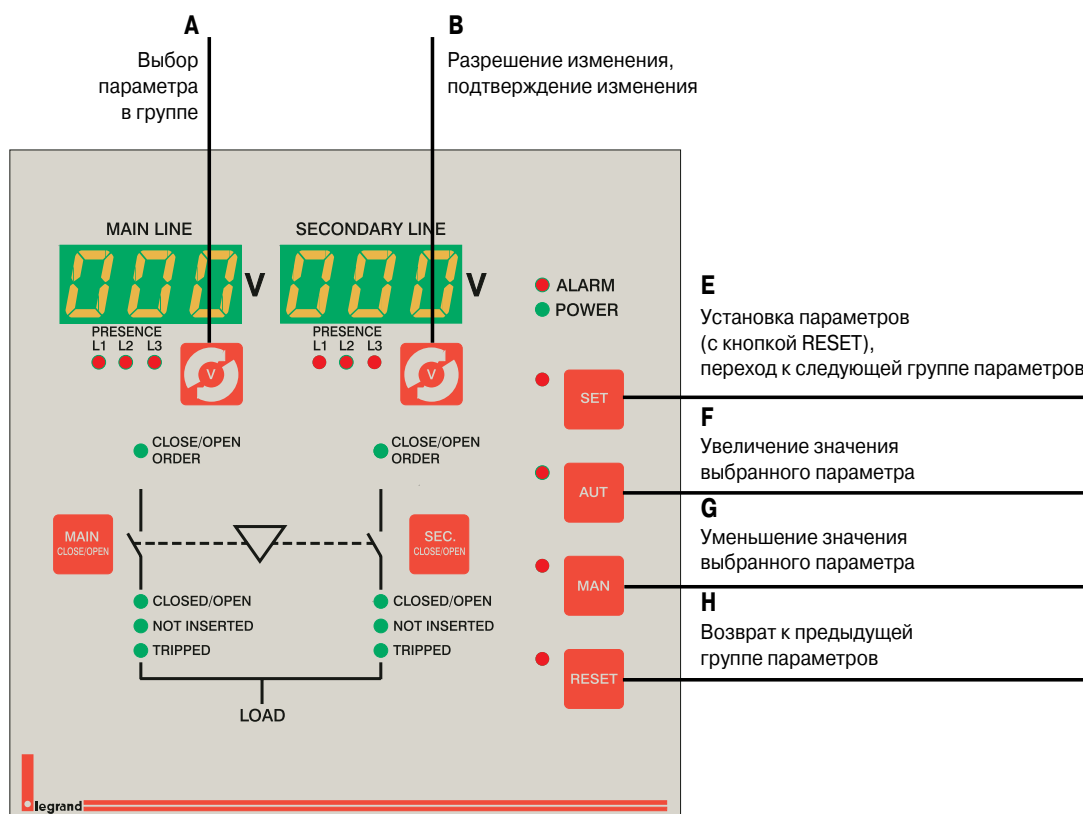 A
Выбор
параметра
в группе
B
Разрешение изменения,
подтверждение изменения
MAIN LINE
SECONDARY LINE
000 V
000 V
PRESENCE
L1 L2 L3
V
PRESENCE
L1 L2 L3
V
ALARM
POWER
E
Установка параметров
(с кнопкой RESET),
переход к следующей группе параметров
SET
CLOSE/OPEN
ORDER
CLOSE/OPEN
ORDER
F
Увеличение значения
выбранного параметра
AUT
MAIN
CLOSE/OPEN
SEC.
CLOSE/OPEN
G
Уменьшение значения
выбранного параметра
MAN
CLOSED/OPEN
NOT INSERTED
TRIPPED
CLOSED/OPEN
NOT INSERTED
TRIPPED
H
Возврат к предыдущей
группе параметров
RESET
LOAD
legrand